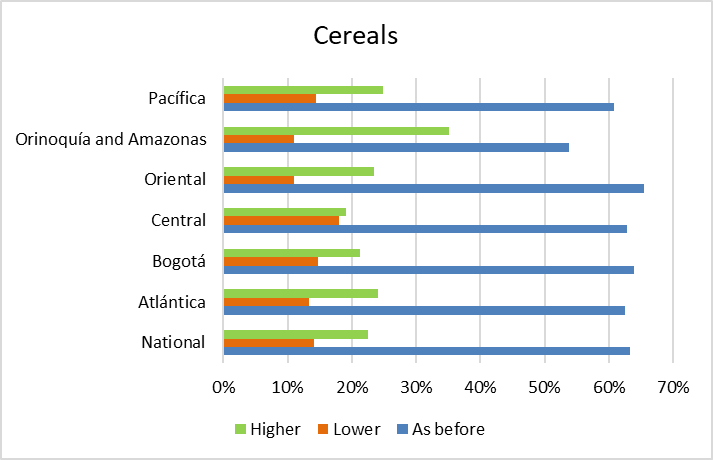 Cereals
Pacífica
Orinoquía and Amazonas
Oriental
Central
Bogotá
Atlántica
National
0% 10% 20% 30% 40% 50% 60% 70%
Higher Lower As before